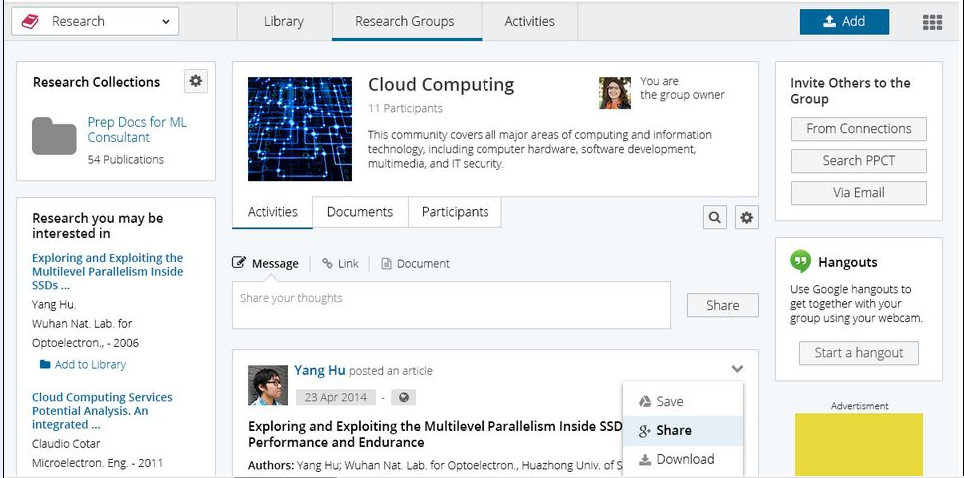 Research
Library
Research Groups
Activities
Add
Research Collections
Prep Docs for ML
Consultant
54 Publications
Research you may be
interested in
Exploring and Exploiting the
Multilevel Parallelism Inside
SSDs ...
Yang Hu.
Wuhan Nat. Lab. for
Optoelectron., - 2006
Add to Library
Cloud Computing Services
Potential Analysis. An
integrated ...
Claudio Cotar
Microelectron. Eng. - 2011
Cloud Computing
11 Participants
You are
the group owner
This community covers all major areas of computing and information
technology, including computer hardware, software development,
multimedia, and IT security.
Activities
Documents
Participants
Message
Link
Document
Share your thoughts
Share
Yang Hu posted an article
23 Apr 2014 -
Exploring and Exploiting the Multilevel Parallelism Inside SSD
Performance and Endurance
Authors: Yang Hu; Wuhan Nat. Lab. for Optoelectron., Huazhong Univ. of S
Save
g+ Share
Download
Invite Others to the
Group
From Connections
Search PPCT
Via Email
Hangouts
Use Google hangouts to
get together with your
group using your webcam.
Start a hangout
Advertisment